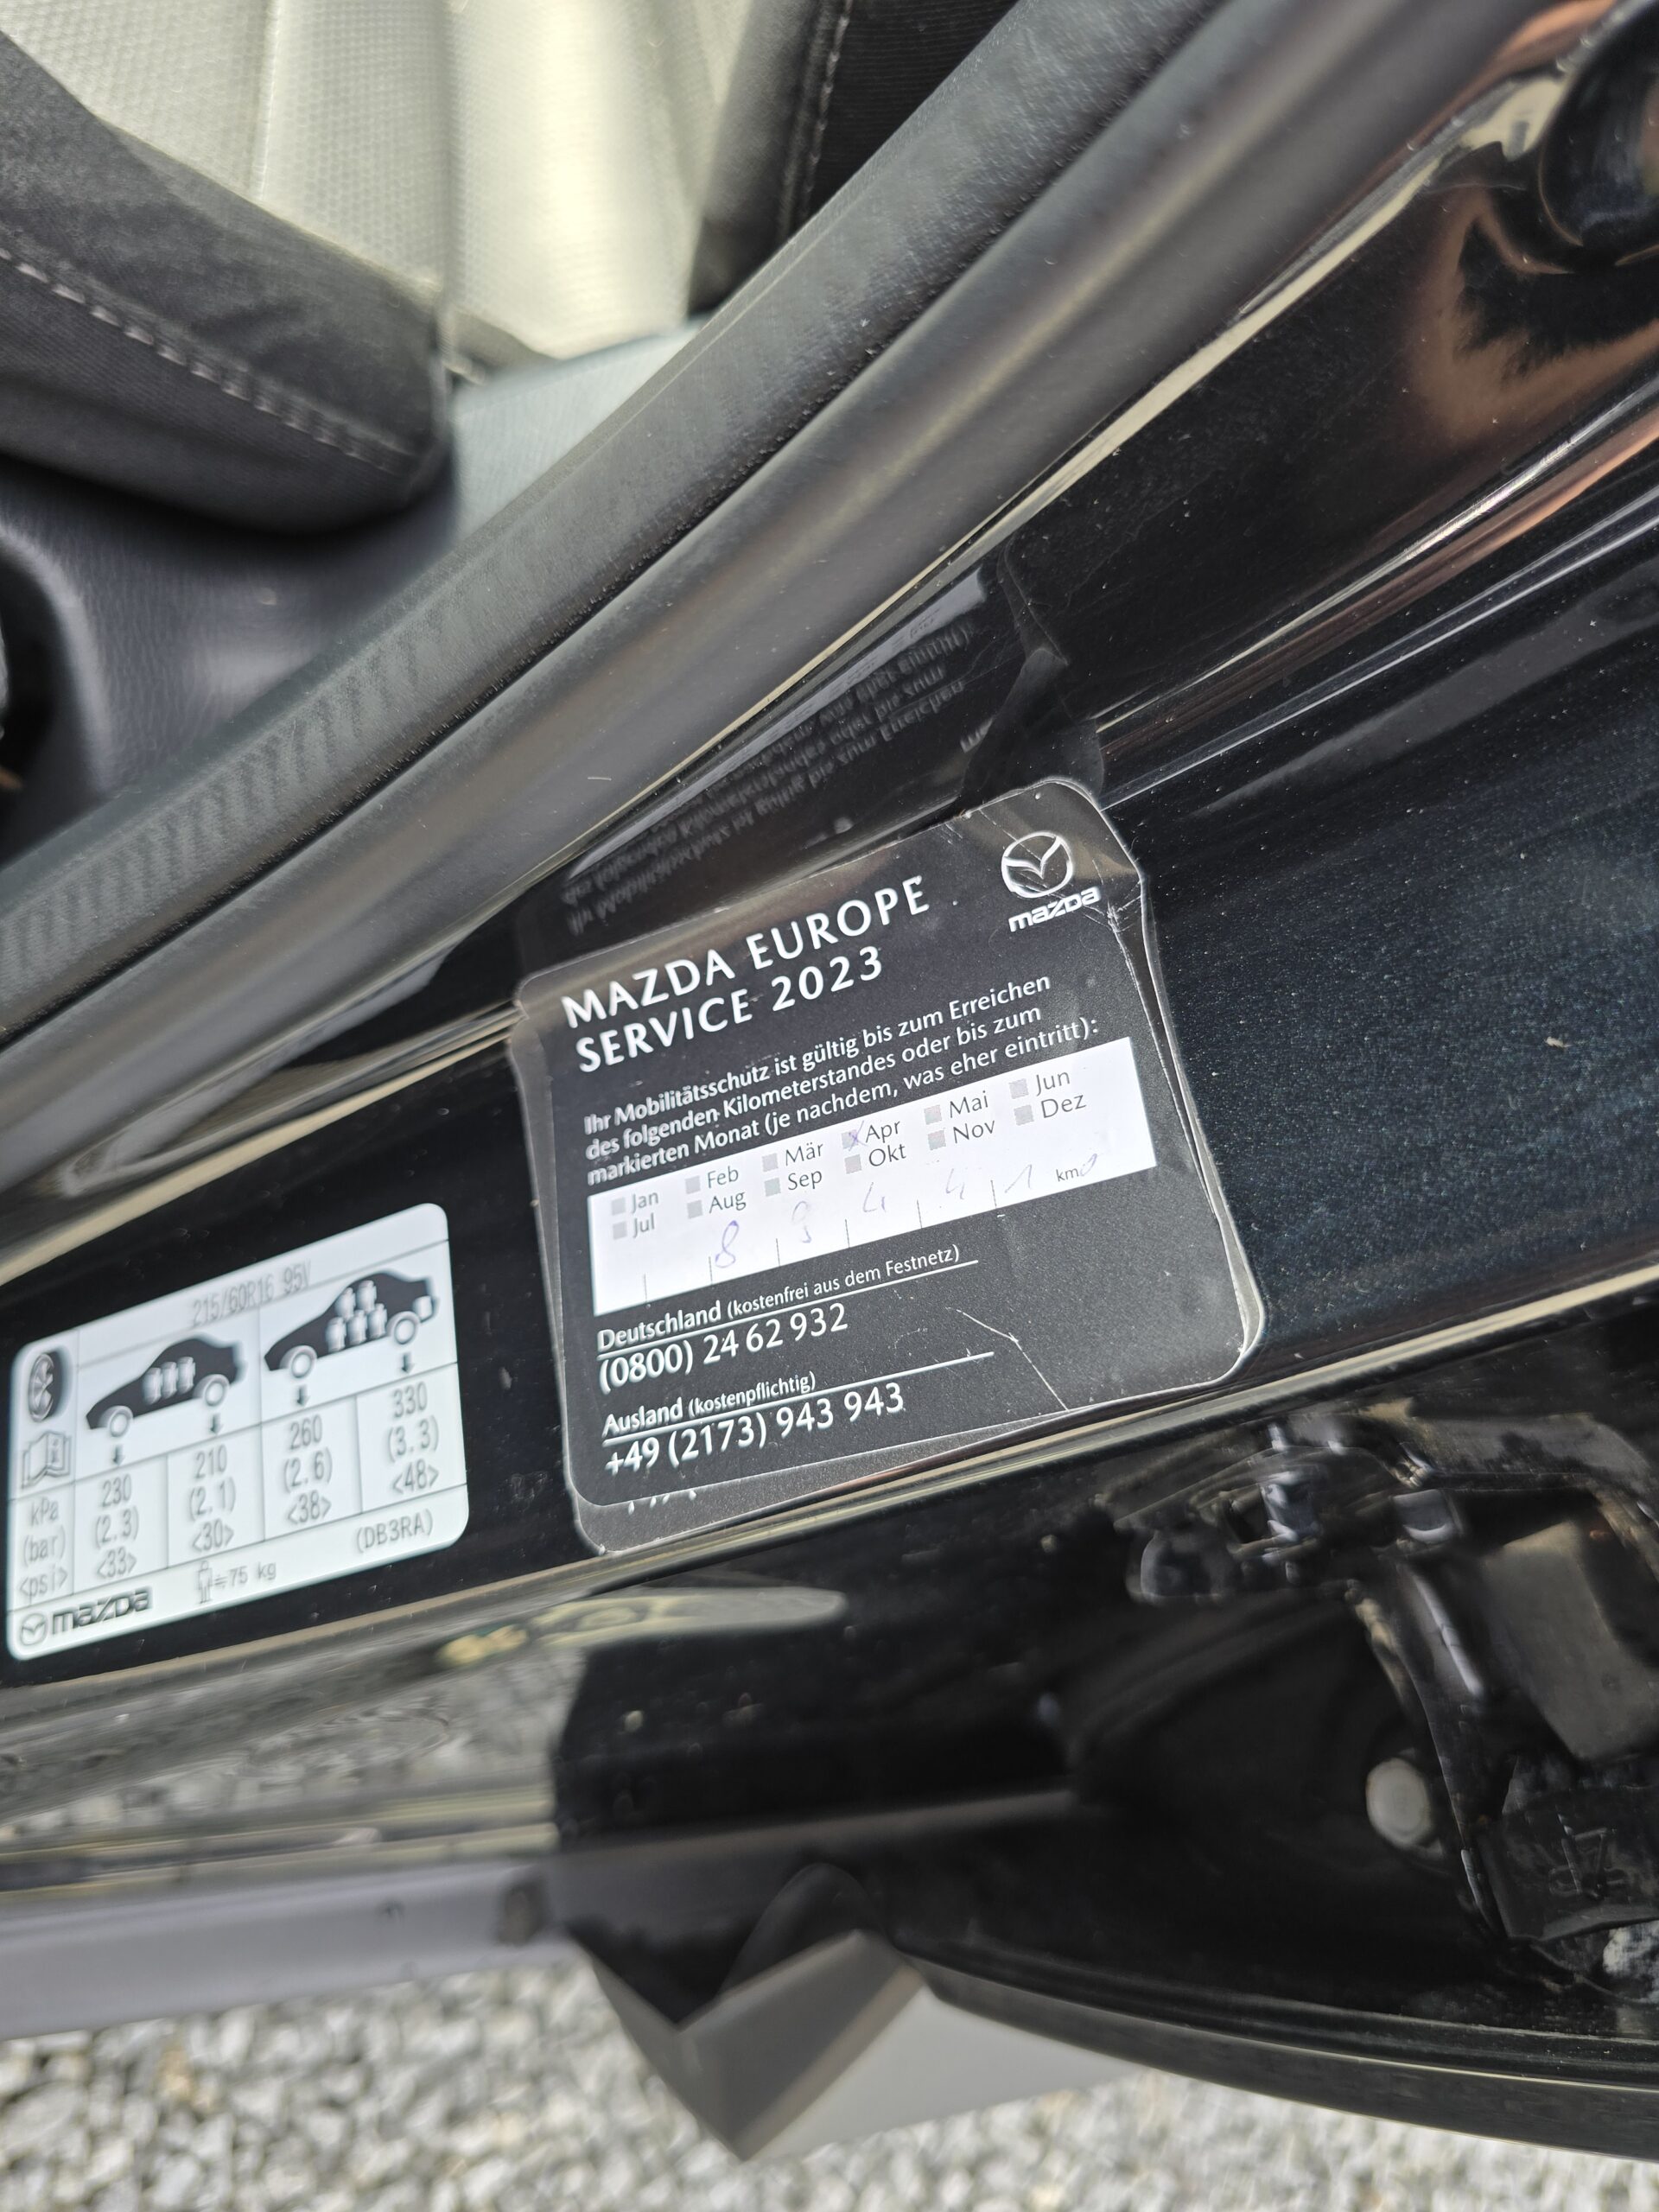 MAZDA EUROPE
SERVICE 2023
mazda
Ihr Mobilitätsschutz ist gültig bis zum Erreichen
des folgenden Kilometerstandes oder bis zum
markierten Monat (je nachdem, was eher eintritt):
Jan Feb Mär Apr Mai Jun
Jul Aug Sep Okt Nov Dez
8 9 4 4 1 km
Deutschland (kostenfrei aus dem Festnetz)
(0800) 24 62 932
Ausland (kostenpflichtig)
+49 (2173) 943 943
215/60R16 95V
kPa 230 210 260 330
(bar) (2.3) (2.1) (2.6) (3.3)
<psi> <33> <30> <38> <48>
mazda =75 kg (DB3RA)